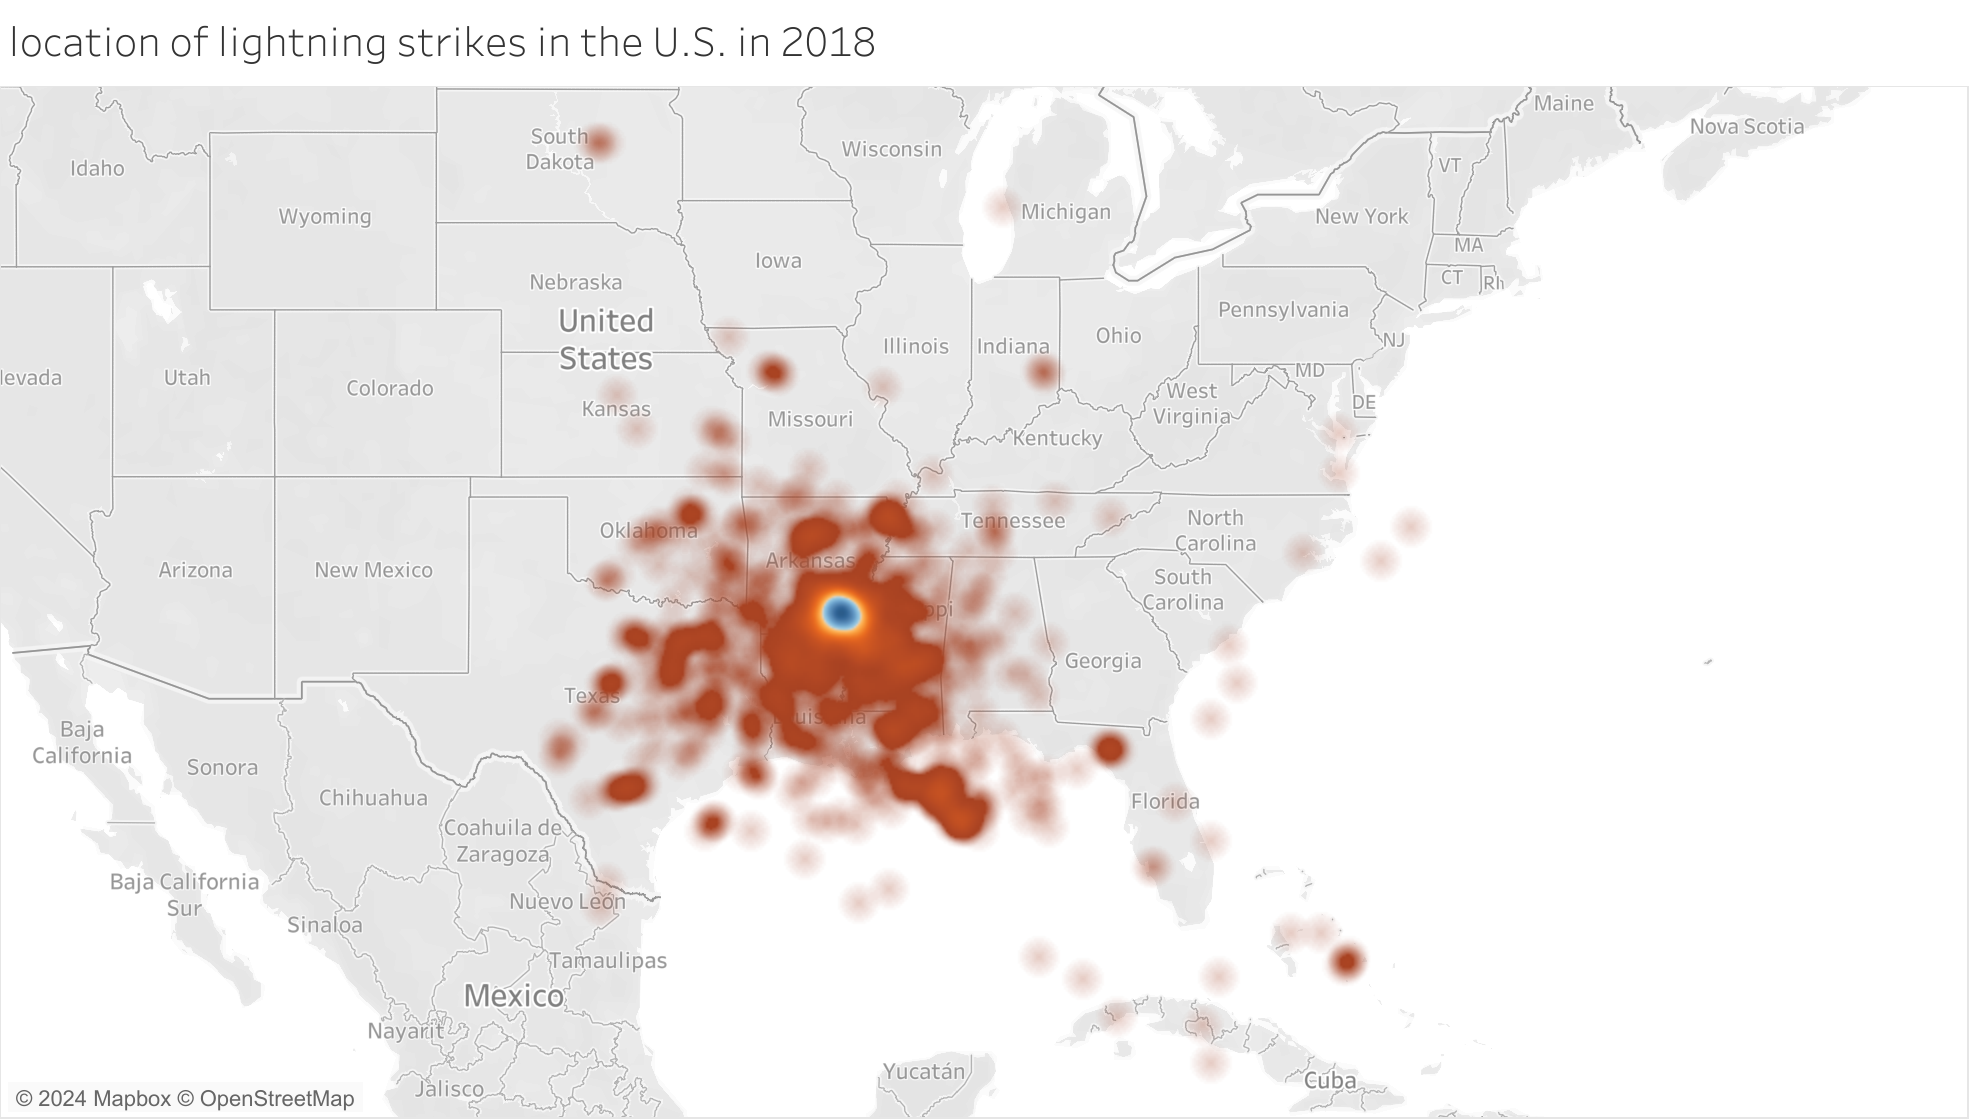 location of lightning strikes in the U.S. in 2018
Maine
Nova Scotia
South
Dakota
Wisconsin
VT
Idaho
Wyoming
Michigan
New York
MA
Iowa
CT
Rh
Nebraska
Pennsylvania
United
States
Illinois
Indiana
Ohio
NJ
MD
levada
Utah
Colorado
West
Virginia
DE
Kansas
Missouri
Kentucky
Oklahoma
Tennessee
North
Carolina
Arkansas
Arizona
New Mexico
South
Carolina
ppi
Georgia
Texas
Louisiana
Baja
California
Sonora
Chihuahua
Florida
Coahuila de
Zaragoza
Baja California
Sur
Nuevo León
Sinaloa
Tamaulipas
Mexico
Nayarit
Yucatán
Cuba
Jalisco
© 2024 Mapbox © OpenStreetMap